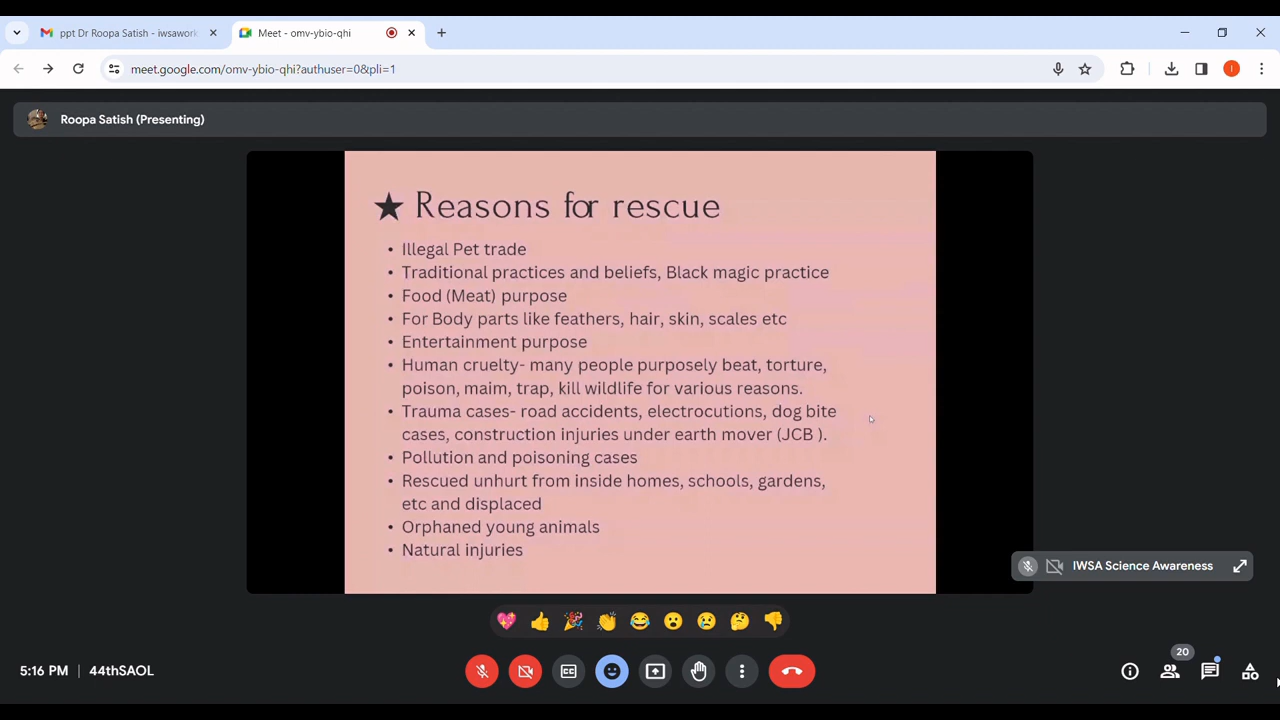 ppt Dr Roopa Satish - iwsawork
Meet - omv-ybio-qhi
meet.google.com/omv-ybio-qhi?authuser=0&pli=1
I
Roopa Satish (Presenting)
★ Reasons for rescue
• Illegal Pet trade
• Traditional practices and beliefs, Black magic practice
• Food (Meat) purpose
• For Body parts like feathers, hair, skin, scales etc
• Entertainment purpose
• Human cruelty- many people purposely beat, torture,
poison, maim, trap, kill wildlife for various reasons.
• Trauma cases- road accidents, electrocutions, dog bite
cases, construction injuries under earth mover (JCB ).
• Pollution and poisoning cases
• Rescued unhurt from inside homes, schools, gardens,
etc and displaced
• Orphaned young animals
• Natural injuries
IWSA Science Awareness
5:16 PM | 44thSAOL
20